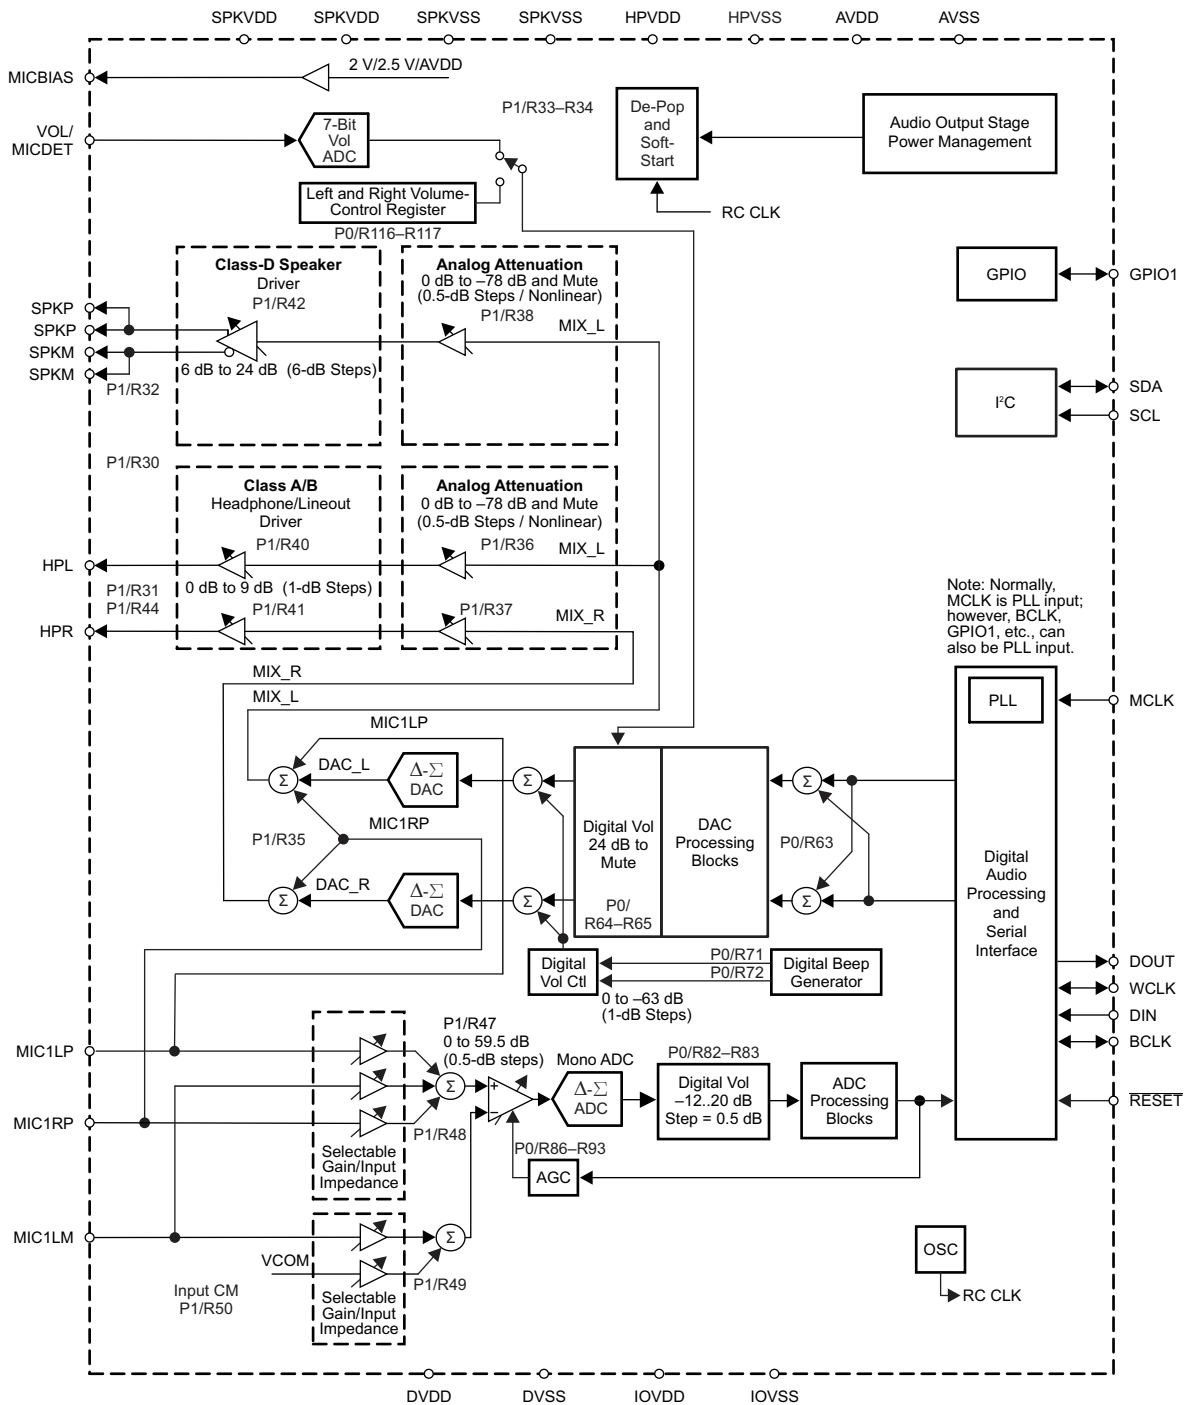 SPKVDD SPKVDD SPKVSS SPKVSS HPVDD HPVSS AVDD AVSS
MICBIAS
2 V/2.5 V/AVDD
VOL/
MICDET
7-Bit
Vol
ADC
P1/R33–R34
De-Pop
and
Soft-
Start
Audio Output Stage
Power Management
Left and Right Volume-
Control Register
P0/R116–R117
RC CLK
Class-D Speaker
Driver
P1/R42
6 dB to 24 dB (6-dB Steps)
Analog Attenuation
0 dB to –78 dB and Mute
(0.5-dB Steps / Nonlinear)
P1/R38
MIX_L
SPKP
SPKP
SPKM
SPKM
P1/R32
GPIO
GPIO1
I²C
SDA
SCL
P1/R30
Class A/B
Headphone/Lineout
Driver
P1/R40
0 dB to 9 dB (1-dB Steps)
P1/R41
Analog Attenuation
0 dB to –78 dB and Mute
(0.5-dB Steps / Nonlinear)
P1/R36
MIX_L
P1/R37
MIX_R
HPL
P1/R31
P1/R44
HPR
Note: Normally,
MCLK is PLL input;
however, BCLK,
GPIO1, etc., can
also be PLL input.
MIX_R
MIX_L
MIC1LP
PLL
MCLK
Σ
DAC_L
Δ-Σ
DAC
Σ
Σ
P1/R35
MIC1RP
Digital Vol
24 dB to
Mute
P0/
R64–R65
DAC
Processing
Blocks
P0/R63
Digital
Audio
Processing
and
Serial
Interface
Σ
DAC_R
Δ-Σ
DAC
Σ
Σ
Digital
Vol Ctl
P0/R71
P0/R72
Digital Beep
Generator
0 to –63 dB
(1-dB Steps)
DOUT
WCLK
DIN
BCLK
RESET
MIC1LP
P1/R47
0 to 59.5 dB
(0.5-dB steps)
Mono ADC
P0/R82–R83
Σ
+
–
Δ-Σ
ADC
Digital Vol
–12..20 dB
Step = 0.5 dB
ADC
Processing
Blocks
MIC1RP
P1/R48
P0/R86–R93
AGC
Selectable
Gain/Input
Impedance
MIC1LM
Σ
VCOM
P1/R49
Input CM
P1/R50
Selectable
Gain/Input
Impedance
OSC
RC CLK
DVDD DVSS IOVDD IOVSS